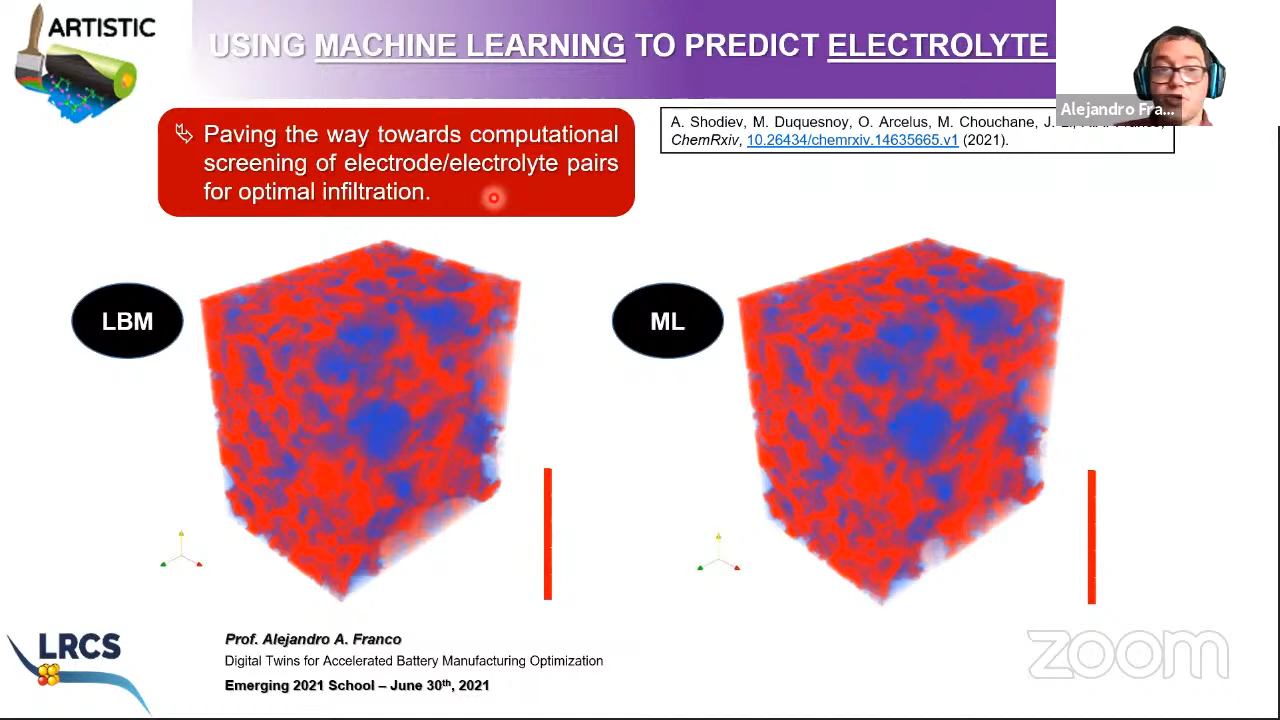 ARTISTIC
USING MACHINE LEARNING TO PREDICT ELECTROLYTE
Alejandro Fra...
Paving the way towards computational
screening of electrode/electrolyte pairs
for optimal infiltration.
A. Shodiev, M. Duquesnoy, O. Arcelus, M. Chouchane, J.
ChemRxiv, 10.26434/chemrxiv.14635665.v1 (2021).
LBM
ML
LRCS
Prof. Alejandro A. Franco
Digital Twins for Accelerated Battery Manufacturing Optimization
Emerging 2021 School – June 30th, 2021
zoom